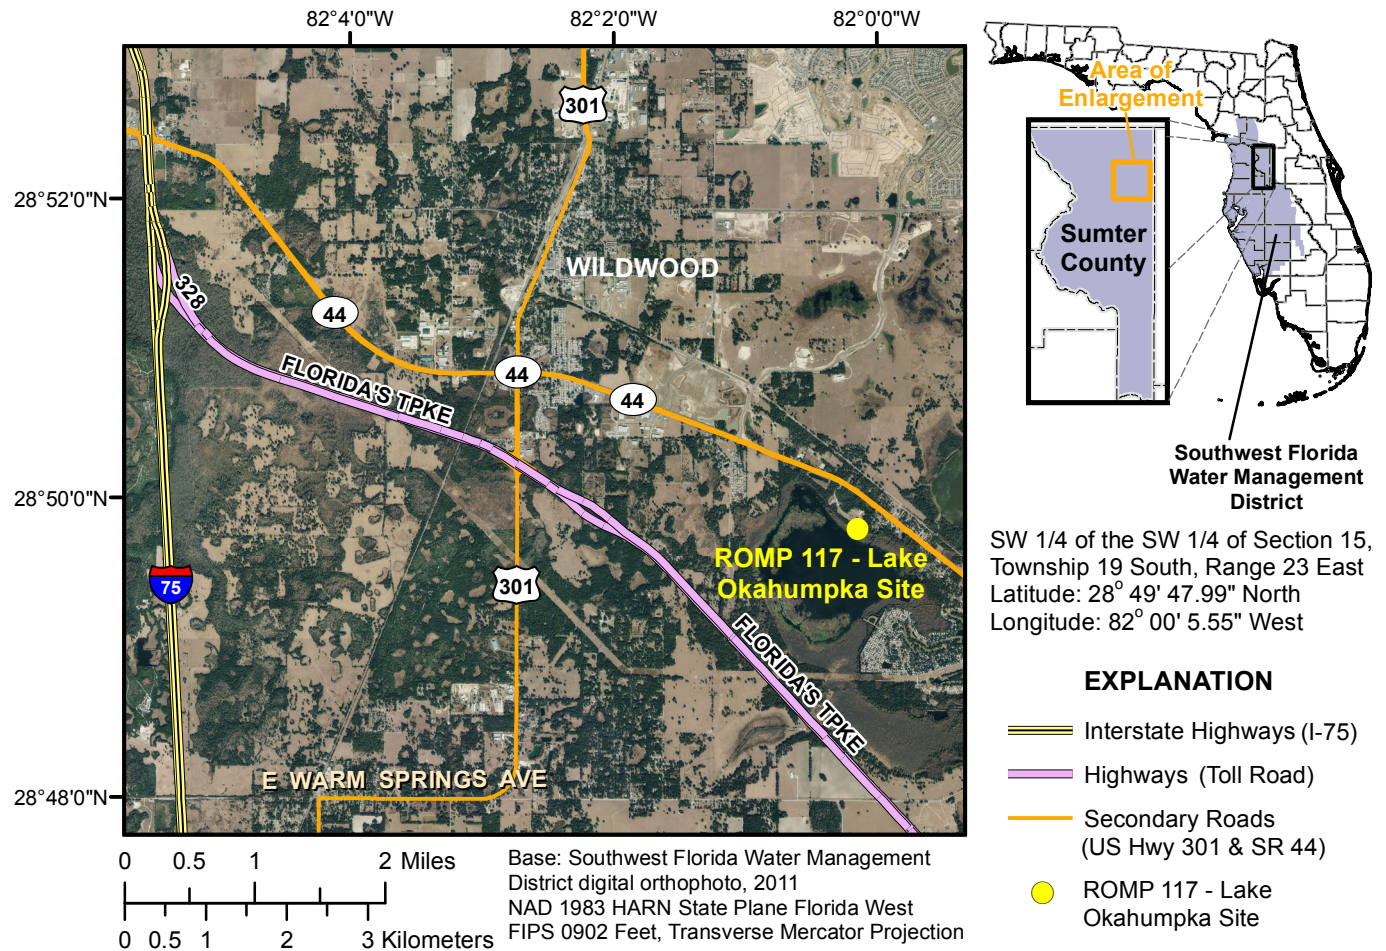 82°4'0"W
82°2'0"W
82°0'0"W
28°52'0"N
28°50'0"N
28°48'0"N
301
WILDWOOD
328
44
44
44
FLORIDA'S TPKE
ROMP 117 - Lake
Okahumpka Site
75
301
FLORIDA'S TPKE
E WARM SPRINGS AVE
Area of
Enlargement
Sumter
County
Southwest Florida
Water Management
District
SW 1/4 of the SW 1/4 of Section 15,
Township 19 South, Range 23 East
Latitude: 28° 49' 47.99" North
Longitude: 82° 00' 5.55" West
EXPLANATION
Interstate Highways (I-75)
Highways (Toll Road)
Secondary Roads
(US Hwy 301 & SR 44)
ROMP 117 - Lake
Okahumpka Site
0 0.5 1 2 Miles
0 0.5 1 2 3 Kilometers
Base: Southwest Florida Water Management
District digital orthophoto, 2011
NAD 1983 HARN State Plane Florida West
FIPS 0902 Feet, Transverse Mercator Projection